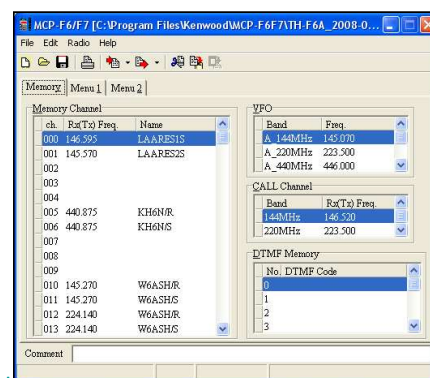 MCP-F6/F7 [C:\Program Files\Kenwood\MCP-F6F7\TH-F6A_2008-0...
File Edit Radio Help
Memory Menu 1 Menu 2
Memory Channel
ch. Rx(Tx) Freq. Name
000 146.595 LAARES1S
001 145.570 LAARES2S
002
003
004
005 440.875 KH6N/R
006 440.875 KH6N/S
007
008
009
010 145.270 W6ASH/R
011 145.270 W6ASH/S
012 224.140 W6ASH/R
013 224.140 W6ASH/S
VFO
Band Freq.
A_144MHz 145.070
A_220MHz 223.500
A_440MHz 446.000
CALL Channel
Band Rx(Tx) Freq.
144MHz 146.520
220MHz 223.500
DTMF Memory
No. DTMF Code
0
1
2
3
Comment